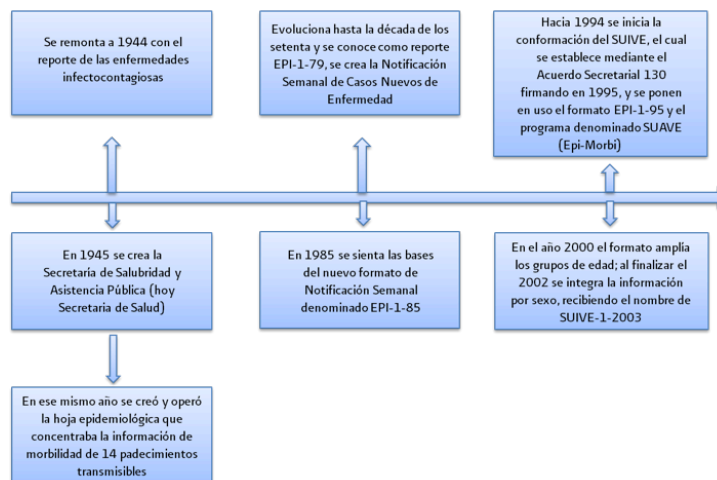 Se remonta a 1944 con el
reporte de las enfermedades
infectocontagiosas
Evoluciona hasta la década de los
setenta y se conoce como reporte
EPI-1-79, se crea la Notificación
Semanal de Casos Nuevos de
Enfermedad
Hacia 1994 se inicia la
conformación del SUIVE, el cual
se establece mediante el
Acuerdo Secretarial 130
firmando en 1995, y se ponen
en uso el formato EPI-1-95 y el
programa denominado SUAVE
(Epi-Morbi)
En 1945 se crea la
Secretaría de Salubridad y
Asistencia Pública (hoy
Secretaria de Salud)
En 1985 se sienta las bases
del nuevo formato de
Notificación Semanal
denominado EPI-1-85
En el año 2000 el formato amplía
los grupos de edad; al finalizar el
2002 se integra la información
por sexo, recibiendo el nombre de
SUIVE-1-2003
En ese mismo año se creó y operó
la hoja epidemiológica que
concentraba la información de
morbilidad de 14 padecimientos
transmisibles